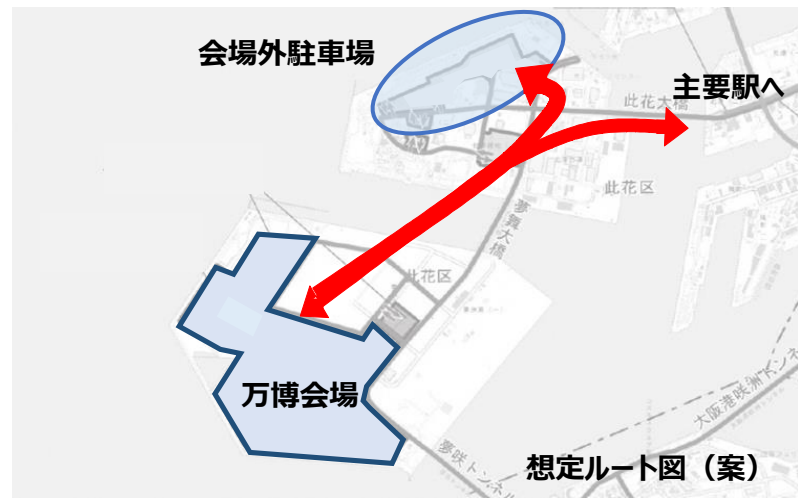 会場外駐車場
主要駅へ
此花大橋
此花区
夢舞大橋
此花区
万博会場
大阪港咲洲トンネル
夢咲トンネル
想定ルート図（案）